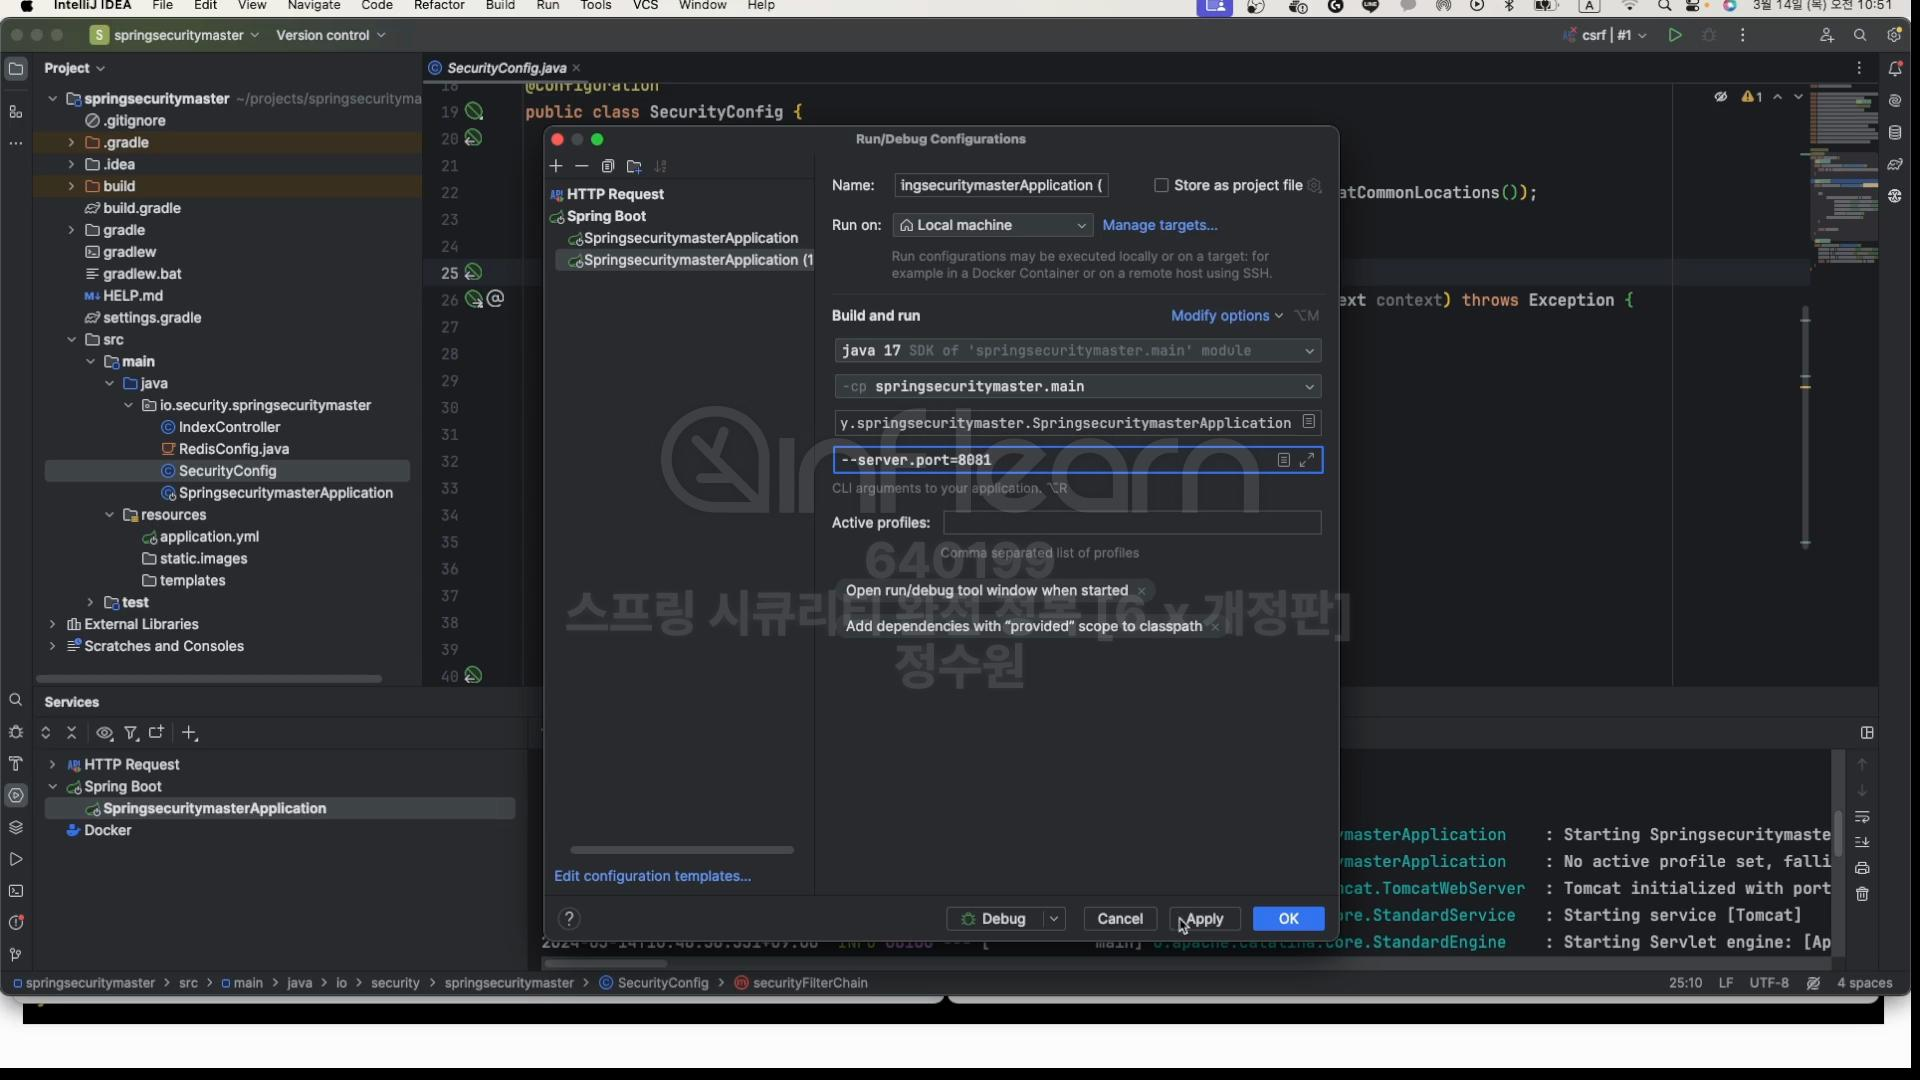 IntelliJ IDEA File Edit View Navigate Code Refactor Build Run Tools VCS Window Help A 3월 14일 (목) 오전 10:51
S springsecuritymaster Version control csrf | #1
Project
SecurityConfig.java
springsecuritymaster ~/projects/springsecurityma
.gitignore
.gradle
.idea
build
build.gradle
gradle
gradlew
gradlew.bat
HELP.md
settings.gradle
src
main
java
io.security.springsecuritymaster
IndexController
RedisConfig.java
SecurityConfig
SpringsecuritymasterApplication
resources
application.yml
static.images
templates
test
External Libraries
Scratches and Consoles
18 @Configuration
19 public class SecurityConfig {
20
21
22 atCommonLocations());
23
24
25
26 ext context) throws Exception {
27
28
29
30
31
32
33
34
35
36
37
38
39
40
1
Run/Debug Configurations
HTTP Request
Spring Boot
SpringsecuritymasterApplication
SpringsecuritymasterApplication (1
Edit configuration templates...
Name: ingsecuritymasterApplication ( Store as project file
Run on: Local machine Manage targets...
Run configurations may be executed locally or on a target: for
example in a Docker Container or on a remote host using SSH.
Build and run Modify options ⌥M
java 17 SDK of 'springsecuritymaster.main' module
-cp springsecuritymaster.main
y.springsecuritymaster.SpringsecuritymasterApplication
--server.port=8081
CLI arguments to your application. ⌥R
Active profiles:
Comma separated list of profiles
Open run/debug tool window when started
Add dependencies with “provided” scope to classpath
? Debug Cancel Apply OK
inflearn
640199
스프링 시큐리티 완전 정복 [6.x 개정판]
정수원
Services
HTTP Request
Spring Boot
SpringsecuritymasterApplication
Docker
masterApplication : Starting Springsecuritymaste
masterApplication : No active profile set, falli
cat.TomcatWebServer : Tomcat initialized with port
ore.StandardService : Starting service [Tomcat]
main] o.apache.catalina.core.StandardEngine : Starting Servlet engine: [Ap
springsecuritymaster > src > main > java > io > security > springsecuritymaster > SecurityConfig > securityFilterChain 25:10 LF UTF-8 4 spaces